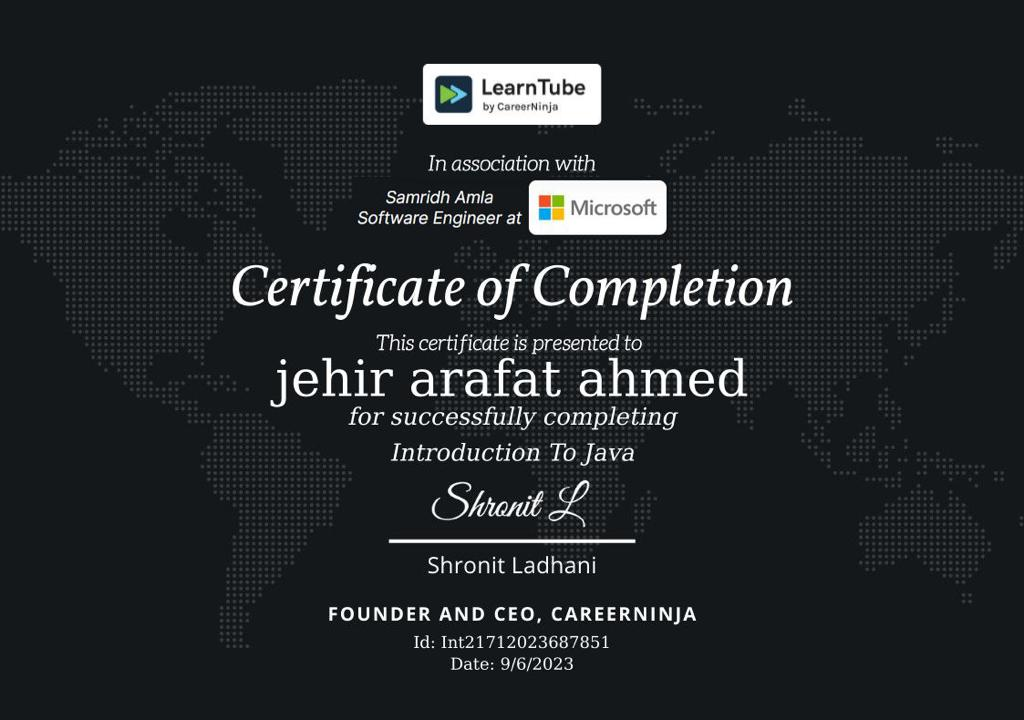 LearnTube
by CareerNinja
In association with
Samridh Amla
Software Engineer at
Microsoft
Certificate of Completion
This certificate is presented to
jehir arafat ahmed
for successfully completing
Introduction To Java
Shronit L
Shronit Ladhani
FOUNDER AND CEO, CAREERNINJA
Id: Int21712023687851
Date: 9/6/2023